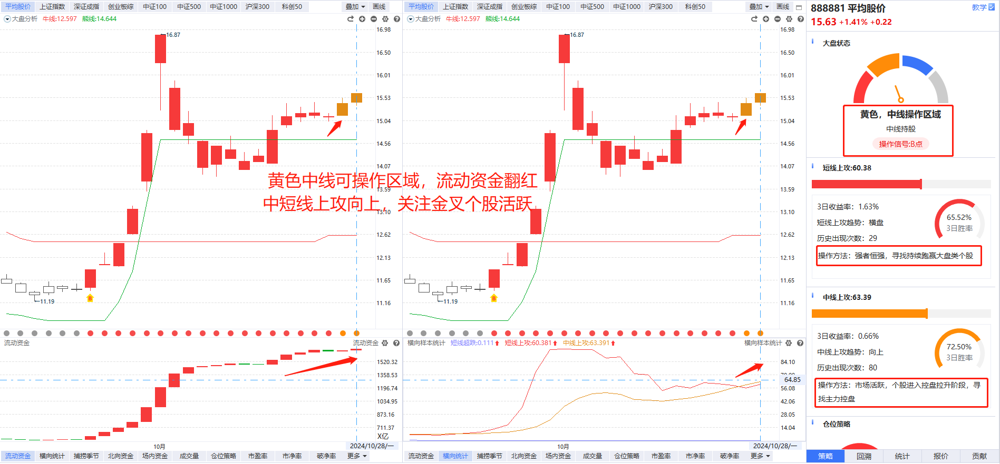 平均股价 上证指数 深证成指 创业板综 中证100 中证500 中证1000 沪深300 科创50 叠加 画线
大盘分析 牛线:12.597 熊线:14.644
16.98
16.87
16.50
16.01
15.53
15.04
14.56
14.07
13.59
13.10
12.62
12.13
11.65
11.16
11.19
B
流动资金 流动资金
1520.32
1358.53
1196.74
1034.95
873.16
711.37
X亿
10月 2024/10/28/一
流动资金 横向统计 捕捞季节 北向资金 场内资金 成交量 仓位策略 市盈率 市净率 破净率 更多
黄色中线可操作区域，流动资金翻红
中短线上攻向上，关注金叉个股活跃
平均股价 上证指数 深证成指 创业板综 中证100 中证500 中证1000 沪深300 科创50 叠加 画线
大盘分析 牛线:12.597 熊线:14.644
16.98
16.87
16.50
16.01
15.53
15.04
14.56
14.07
13.59
13.10
12.62
12.13
11.65
11.16
11.19
B
横向样本统计 短线超跌:0.111 短线上攻:60.381 中线上攻:63.391 横向样本统计
84.10
64.85
56.08
42.06
28.05
14.04
10月 2024/10/28/一
流动资金 横向统计 捕捞季节 北向资金 场内资金 成交量 仓位策略 市盈率 市净率 破净率 更多
888881 平均股价 教学
15.63 +1.41% +0.22
大盘状态
黄色，中线操作区域
中线持股
操作信号:B点
短线上攻:60.38
3日收益率：1.63%
短线上攻趋势：横盘
历史出现次数：29
65.52%
3日胜率
操作方法：强者恒强，寻找持续跑赢大盘类个股
中线上攻:63.39
3日收益率：0.66%
中线上攻趋势：向上
历史出现次数：80
72.50%
3日胜率
操作方法：市场活跃，个股进入控盘拉升阶段，寻
找主力控盘
仓位策略
策略 回溯 统计 报价 贡献